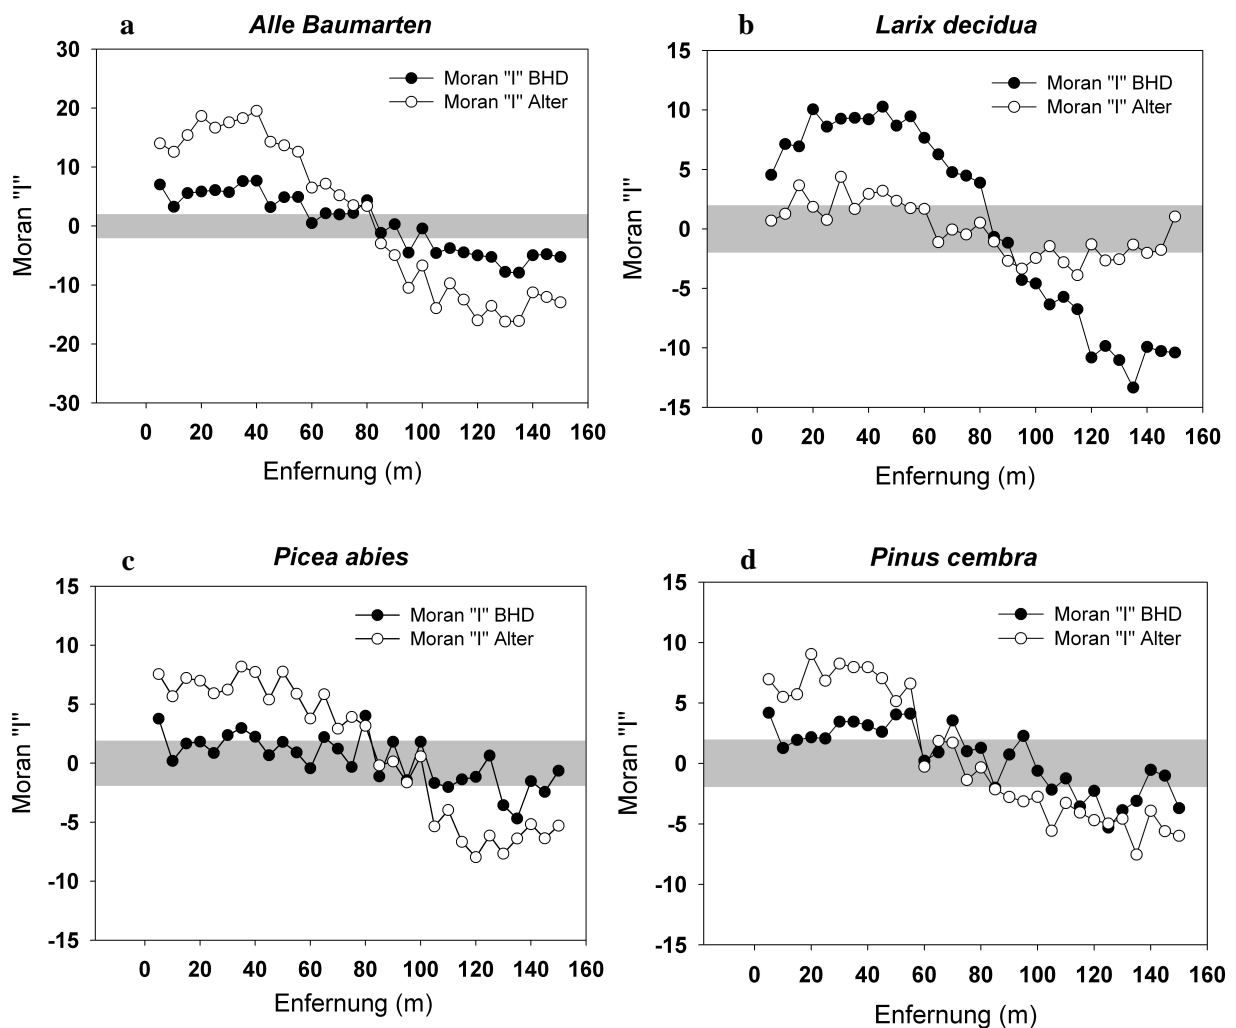 a
Alle Baumarten
30
20
10
0
-10
-20
-30
Moran "I"
Moran "I" BHD
Moran "I" Alter
0 20 40 60 80 100 120 140 160
Enfernung (m)
b
Larix decidua
15
10
5
0
-5
-10
-15
Moran "I"
Moran "I" BHD
Moran "I" Alter
0 20 40 60 80 100 120 140 160
Enfernung (m)
c
Picea abies
15
10
5
0
-5
-10
-15
Moran "I"
Moran "I" BHD
Moran "I" Alter
0 20 40 60 80 100 120 140 160
Enfernung (m)
d
Pinus cembra
15
10
5
0
-5
-10
-15
Moran "I"
Moran "I" BHD
Moran "I" Alter
0 20 40 60 80 100 120 140 160
Enfernung (m)